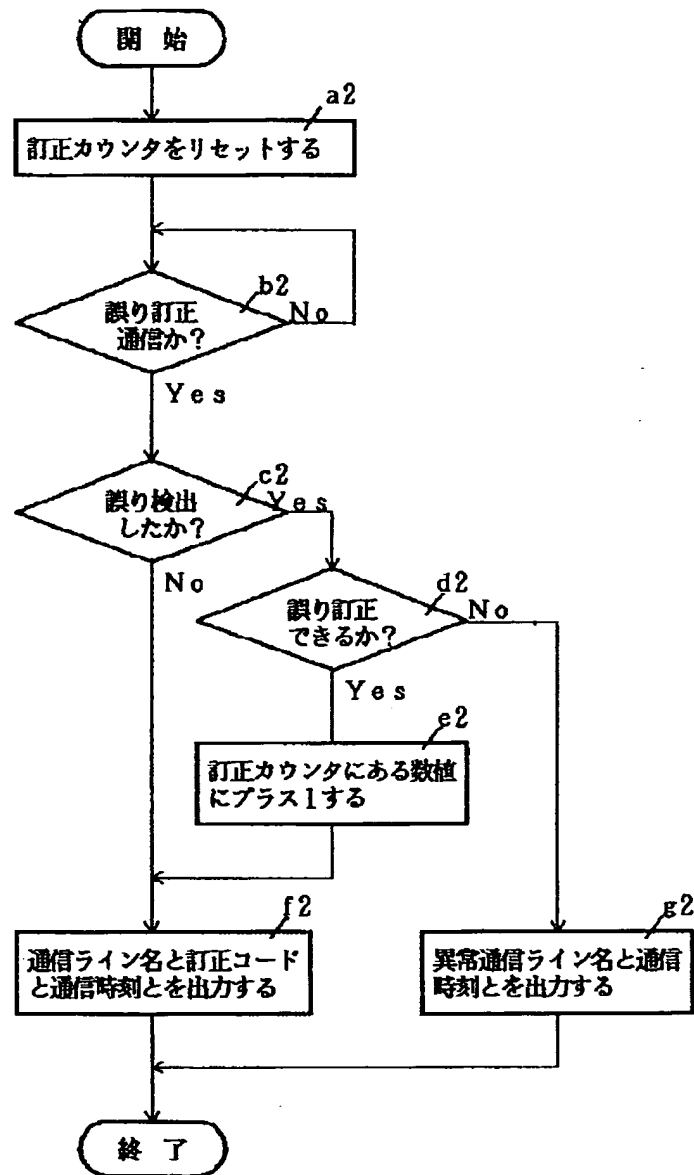 開 始
a2
訂正カウンタをリセットする
b2
誤り訂正
通信か?
No
Yes
c2
誤り検出
したか?
Yes
No
d2
誤り訂正
できるか?
No
Yes
e2
訂正カウンタにある数値
にプラス1する
f2
通信ライン名と訂正コード
と通信時刻とを出力する
g2
異常通信ライン名と通信
時刻とを出力する
終 了